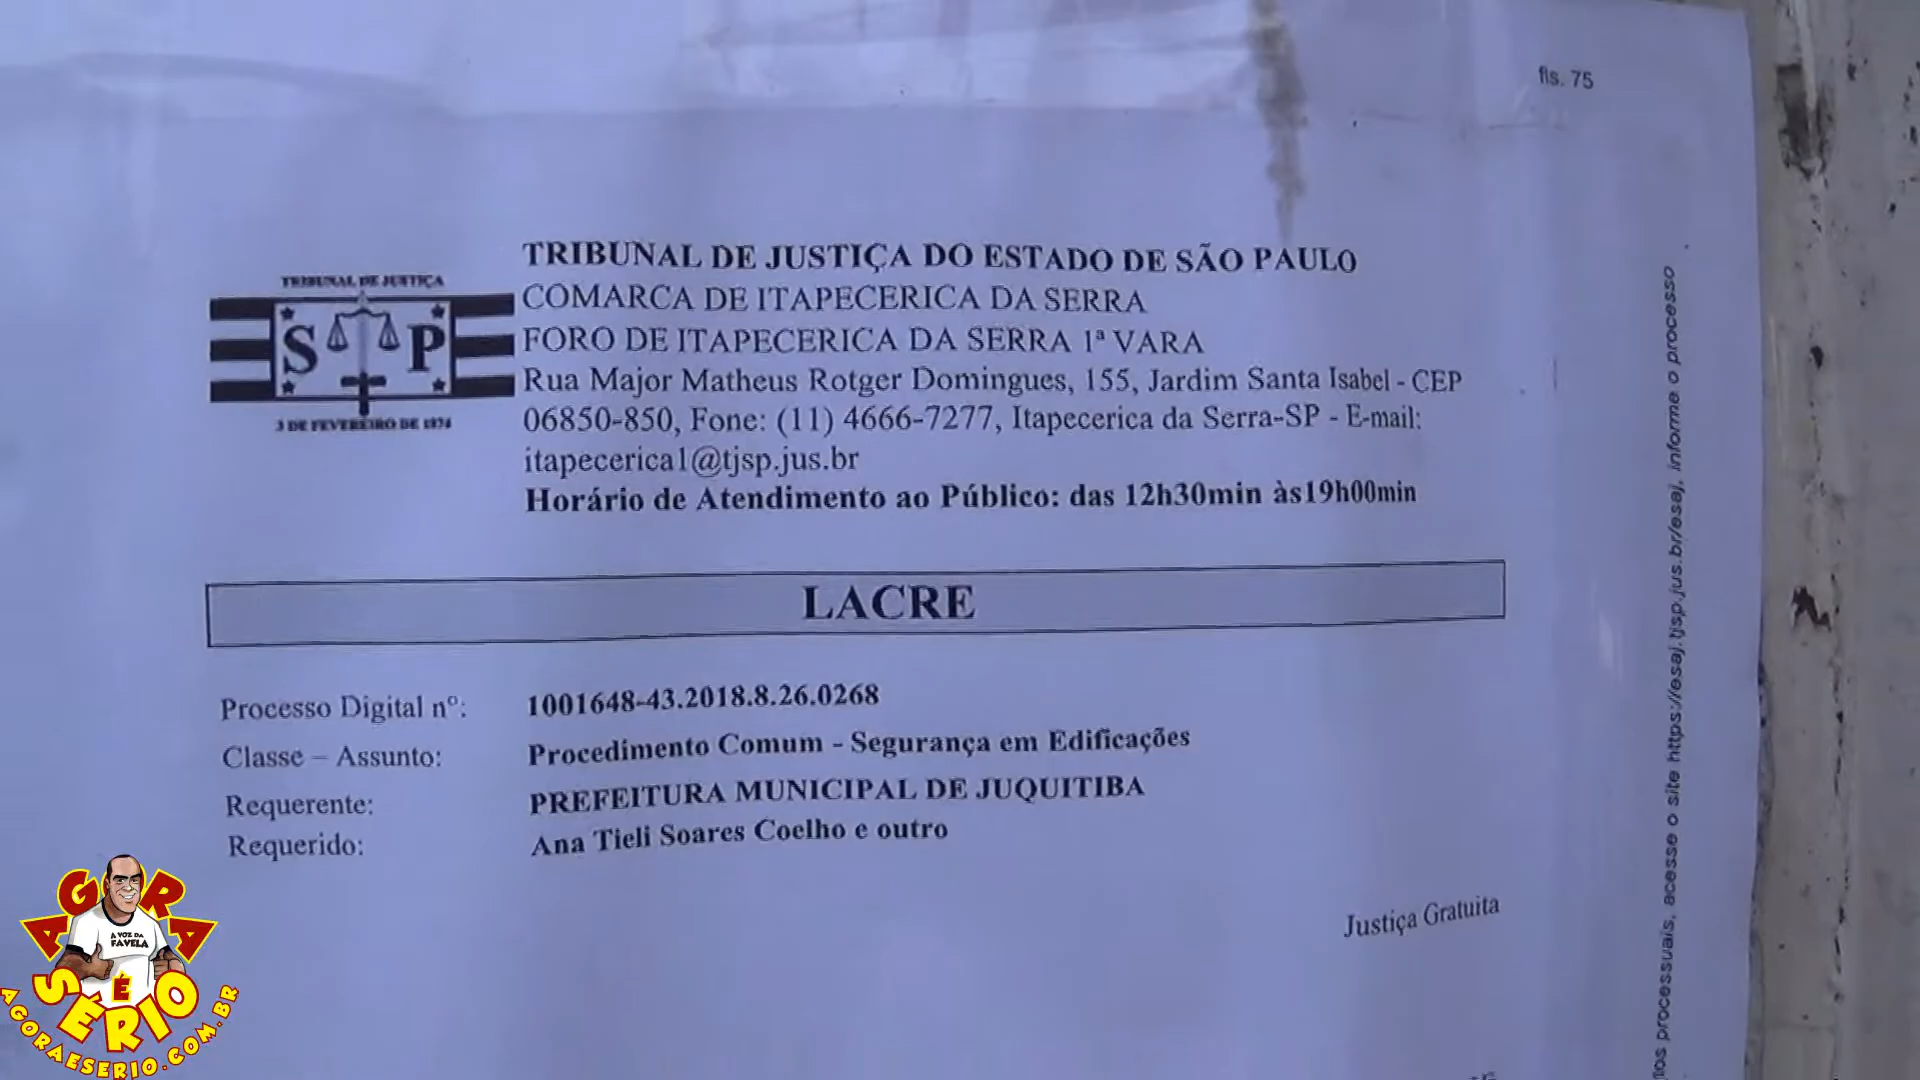 fls. 75
TRIBUNAL DE JUSTIÇA
S P
3 DE FEVEREIRO DE 1874
TRIBUNAL DE JUSTIÇA DO ESTADO DE SÃO PAULO
COMARCA DE ITAPECERICA DA SERRA
FORO DE ITAPECERICA DA SERRA 1ª VARA
Rua Major Matheus Rotger Domingues, 155, Jardim Santa Isabel - CEP
06850-850, Fone: (11) 4666-7277, Itapecerica da Serra-SP - E-mail:
itapecerica1@tjsp.jus.br
Horário de Atendimento ao Público: das 12h30min às19h00min
LACRE
Processo Digital nº: 1001648-43.2018.8.26.0268
Classe – Assunto: Procedimento Comum - Segurança em Edificações
Requerente: PREFEITURA MUNICIPAL DE JUQUITIBA
Requerido: Ana Tieli Soares Coelho e outro
Justiça Gratuita
processuais, acesse o site https://esaj.tjsp.jus.br/esaj, informe o processo
AGORA
A VOZ DA
FAVELA
É
SÉRIO
AGORAESERIO.COM.BR